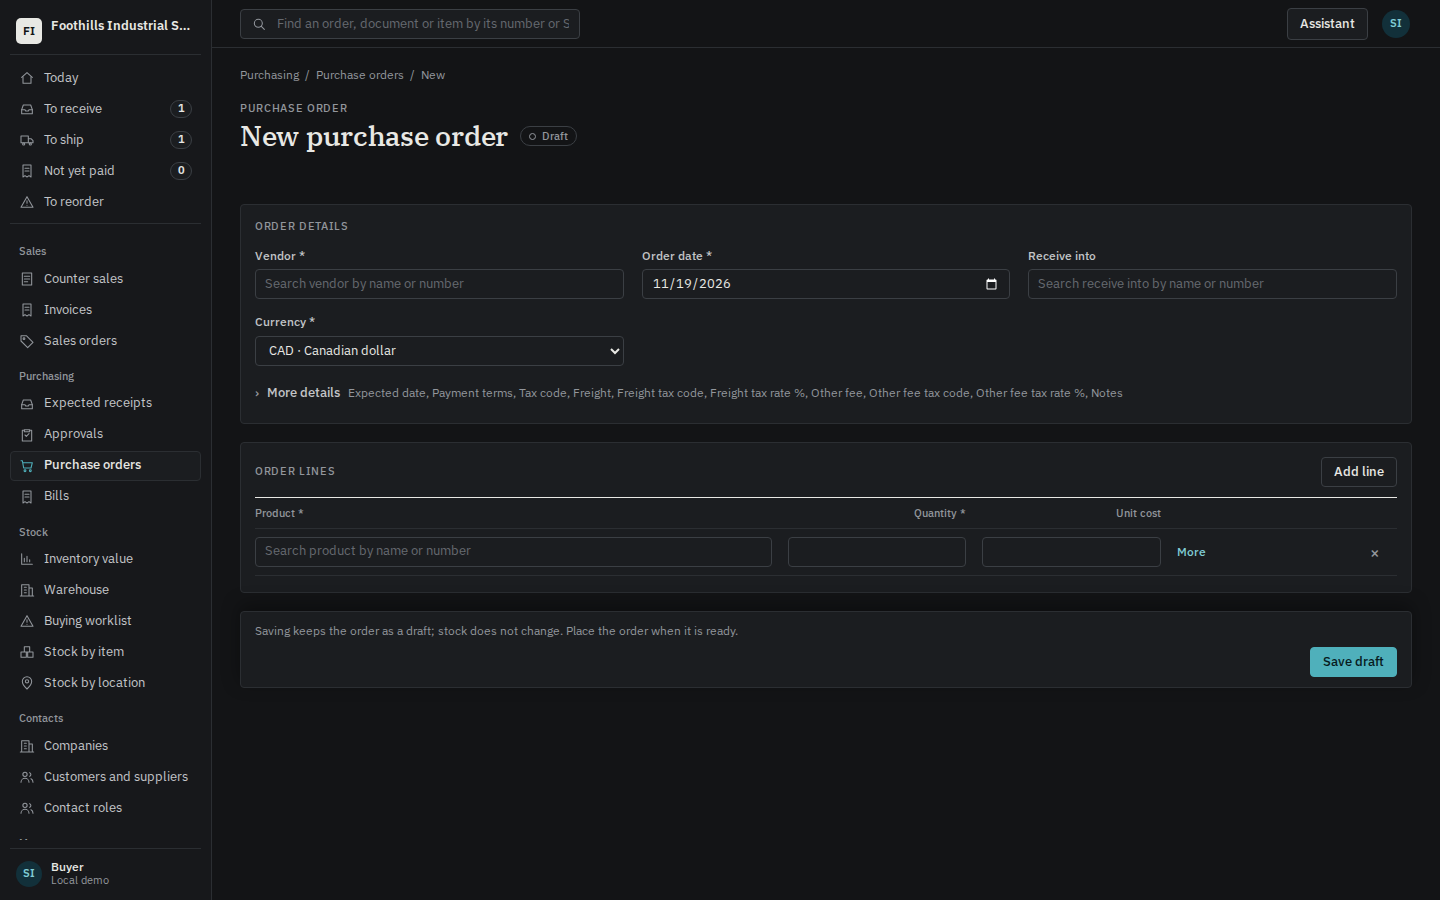 FI Foothills Industrial S...
Today
To receive 1
To ship 1
Not yet paid 0
To reorder
Sales
Counter sales
Invoices
Sales orders
Purchasing
Expected receipts
Approvals
Purchase orders
Bills
Stock
Inventory value
Warehouse
Buying worklist
Stock by item
Stock by location
Contacts
Companies
Customers and suppliers
Contact roles
SI Buyer
Local demo
Find an order, document or item by its number or S
Assistant SI
Purchasing / Purchase orders / New
PURCHASE ORDER
New purchase order Draft
ORDER DETAILS
Vendor * Order date * Receive into
Search vendor by name or number 11/19/2026 Search receive into by name or number
Currency *
CAD · Canadian dollar
› More details Expected date, Payment terms, Tax code, Freight, Freight tax code, Freight tax rate %, Other fee, Other fee tax code, Other fee tax rate %, Notes
ORDER LINES Add line
Product * Quantity * Unit cost
Search product by name or number More ×
Saving keeps the order as a draft; stock does not change. Place the order when it is ready.
Save draft